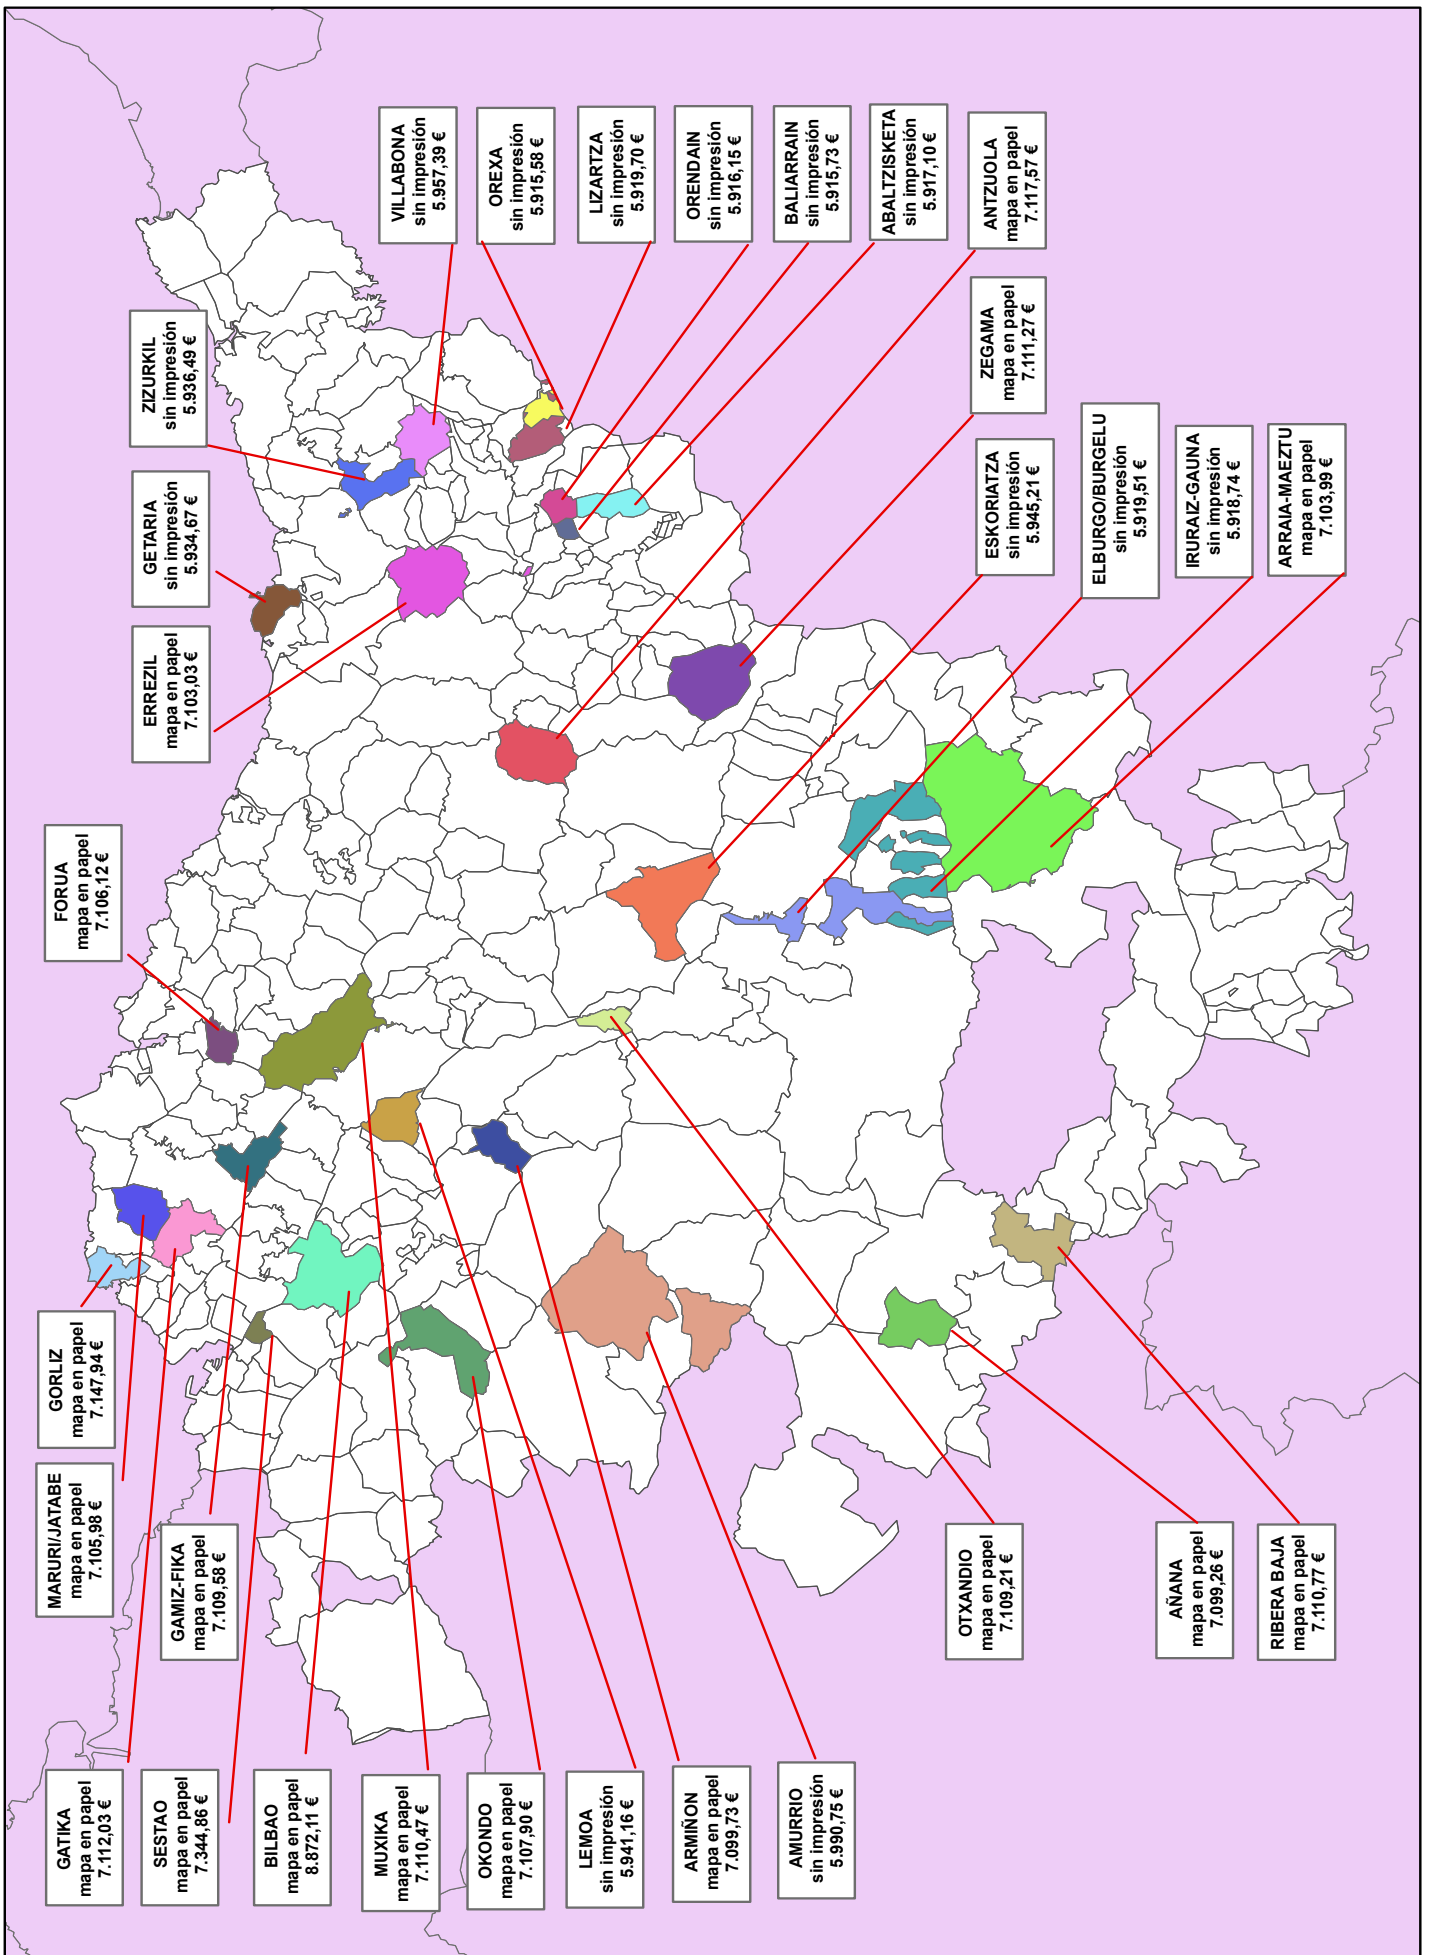 GATIKA
mapa en papel
7.112,03 €
MARURI/JATABE
mapa en papel
7.105,98 €
GORLIZ
mapa en papel
7.147,94 €
FORUA
mapa en papel
7.106,12 €
SESTAO
mapa en papel
7.344,86 €
GAMIZ-FIKA
mapa en papel
7.109,58 €
ERREZIL
mapa en papel
7.103,03 €
GETARIA
sin impresión
5.934,67 €
ZIZURKIL
sin impresión
5.936,49 €
BILBAO
mapa en papel
8.872,11 €
MUXIKA
mapa en papel
7.110,47 €
VILLABONA
sin impresión
5.957,39 €
OKONDO
mapa en papel
7.107,90 €
OREXA
sin impresión
5.915,58 €
LEMOA
sin impresión
5.941,16 €
LIZARTZA
sin impresión
5.919,70 €
ARMIÑON
mapa en papel
7.099,73 €
ORENDAIN
sin impresión
5.916,15 €
AMURRIO
sin impresión
5.990,75 €
BALIARRAIN
sin impresión
5.915,73 €
ABALTZISKETA
sin impresión
5.917,10 €
OTXANDIO
mapa en papel
7.109,21 €
ESKORIATZA
sin impresión
5.945,21 €
ZEGAMA
mapa en papel
7.111,27 €
ANTZUOLA
mapa en papel
7.117,57 €
ELBURGO/BURGELU
sin impresión
5.919,51 €
AÑANA
mapa en papel
7.099,26 €
IRURAIZ-GAUNA
sin impresión
5.918,74 €
RIBERA BAJA
mapa en papel
7.110,77 €
ARRAIA-MAEZTU
mapa en papel
7.103,99 €